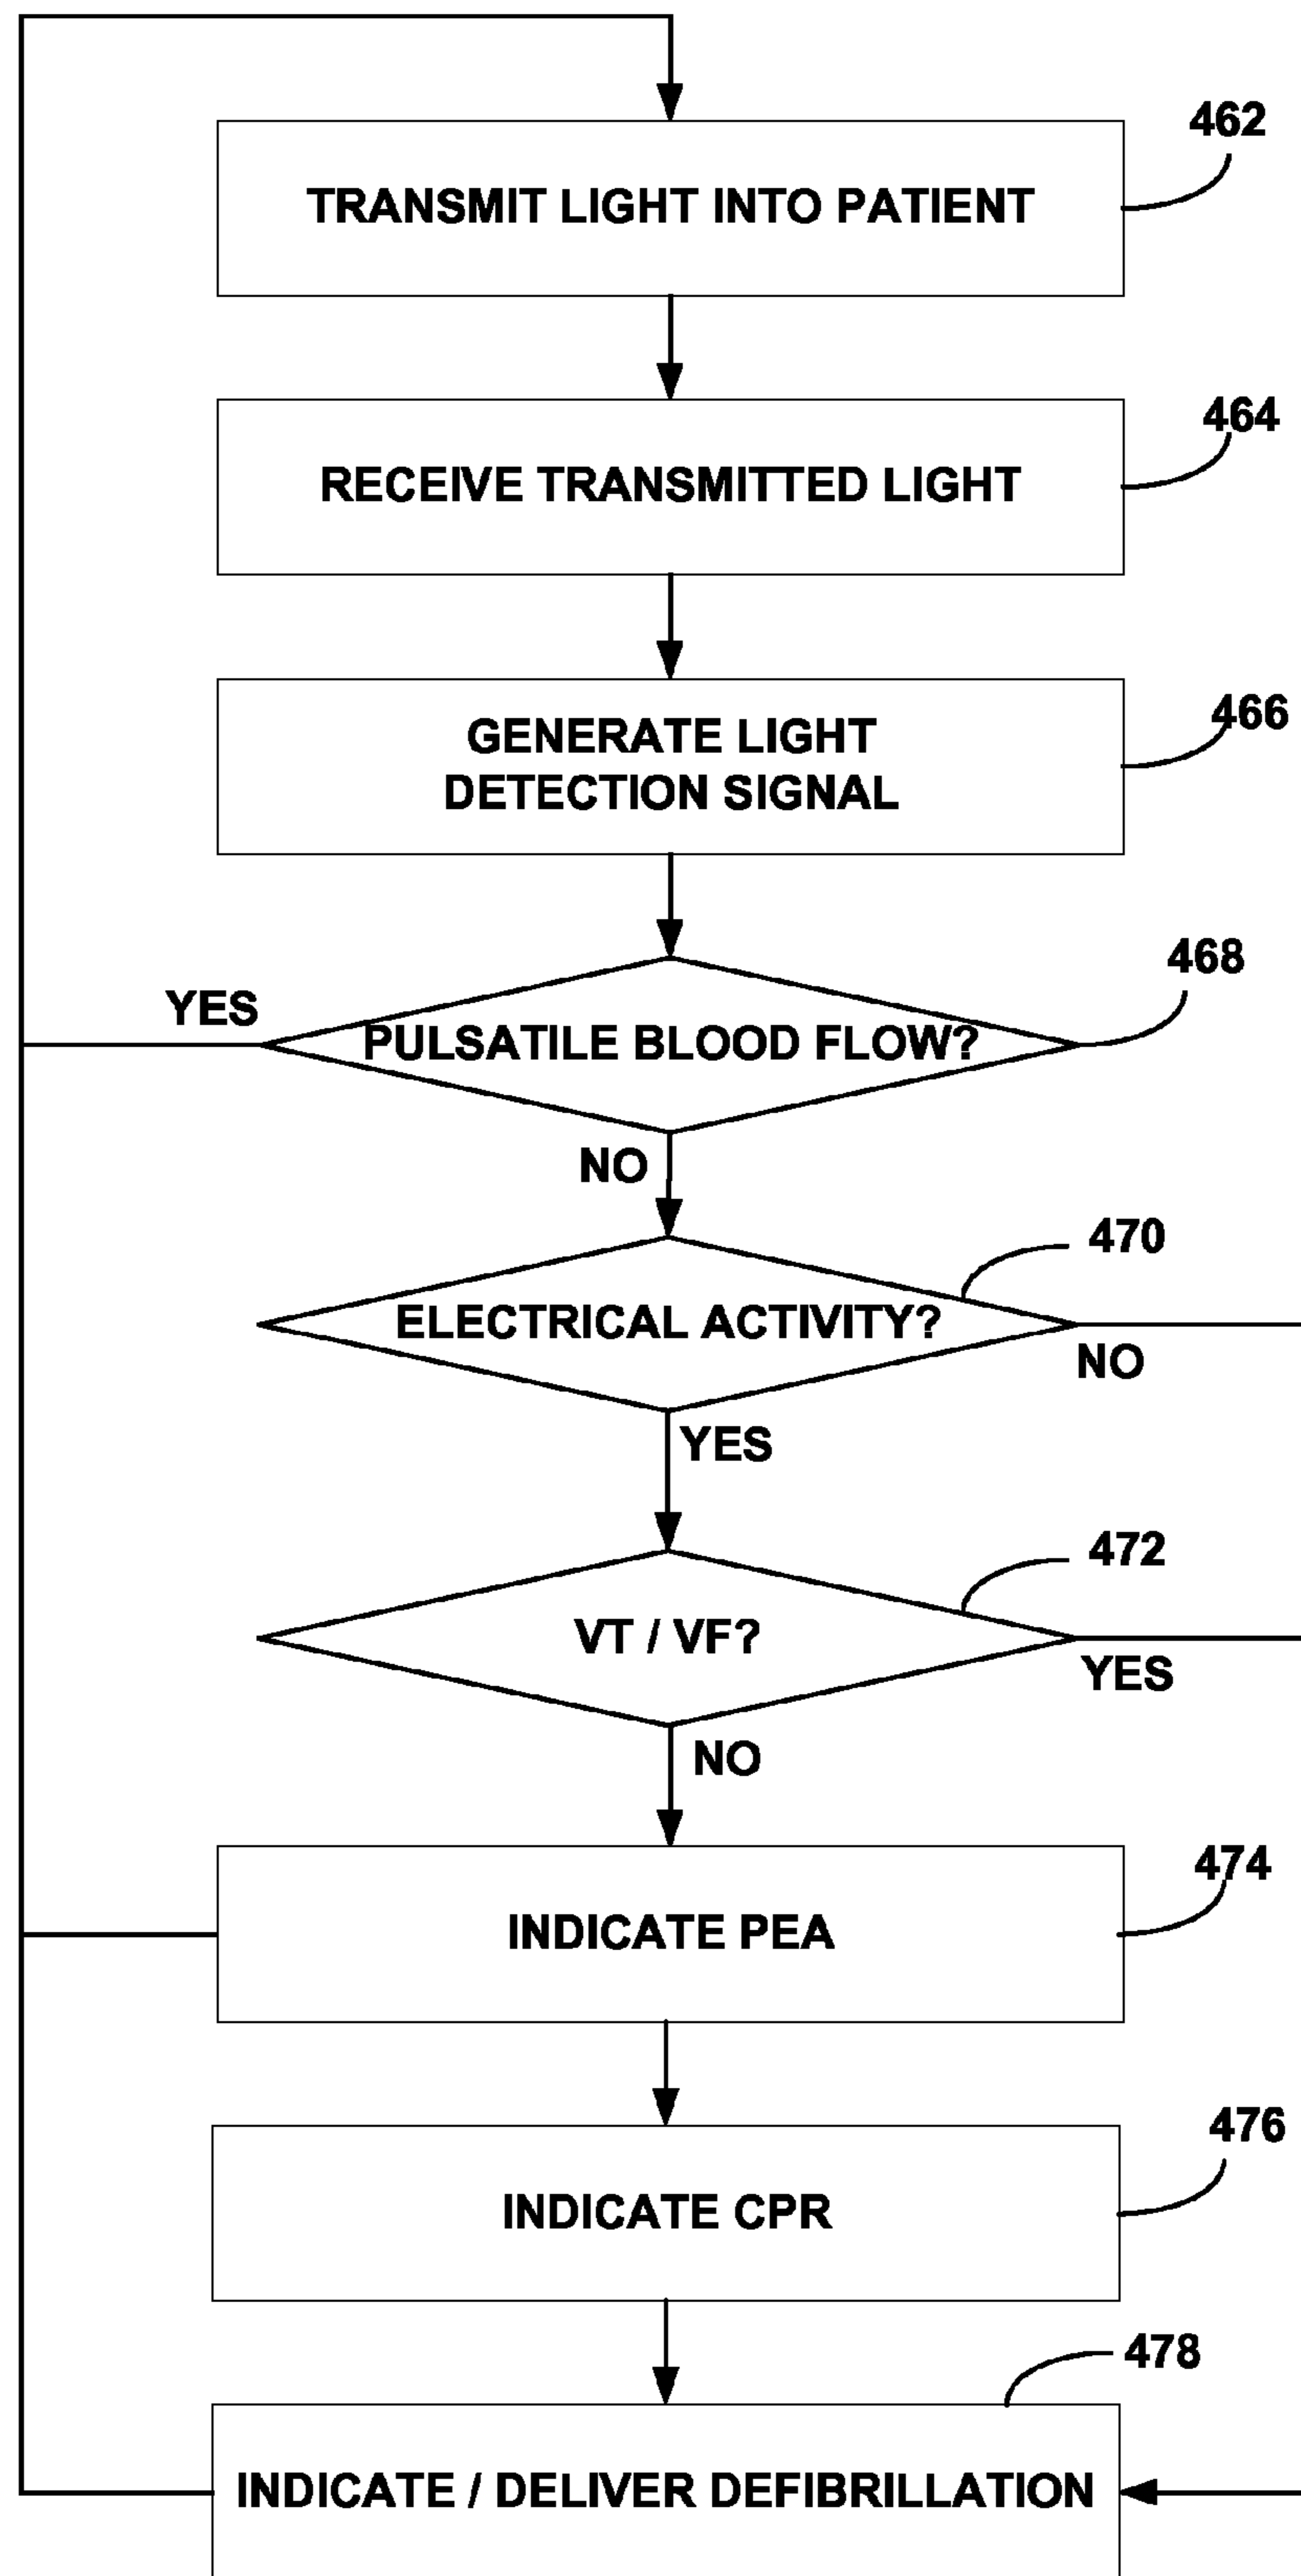 462
TRANSMIT LIGHT INTO PATIENT
464
RECEIVE TRANSMITTED LIGHT
466
GENERATE LIGHT
DETECTION SIGNAL
468
YES
PULSATILE BLOOD FLOW?
NO
470
ELECTRICAL ACTIVITY?
NO
YES
472
VT / VF?
YES
NO
474
INDICATE PEA
476
INDICATE CPR
478
INDICATE / DELIVER DEFIBRILLATION